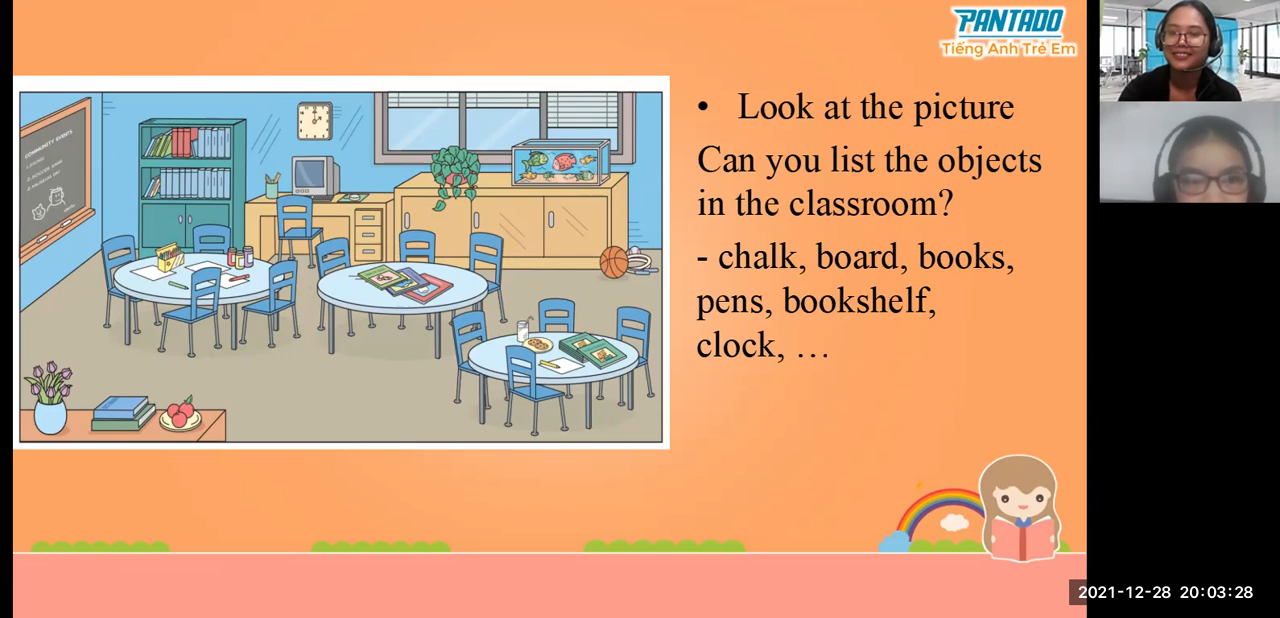 PANTADO
Tiếng Anh Trẻ Em
• Look at the picture
Can you list the objects
in the classroom?
- chalk, board, books,
pens, bookshelf,
clock, …
COMMUNITY EVENTS
2021-12-28 20:03:28